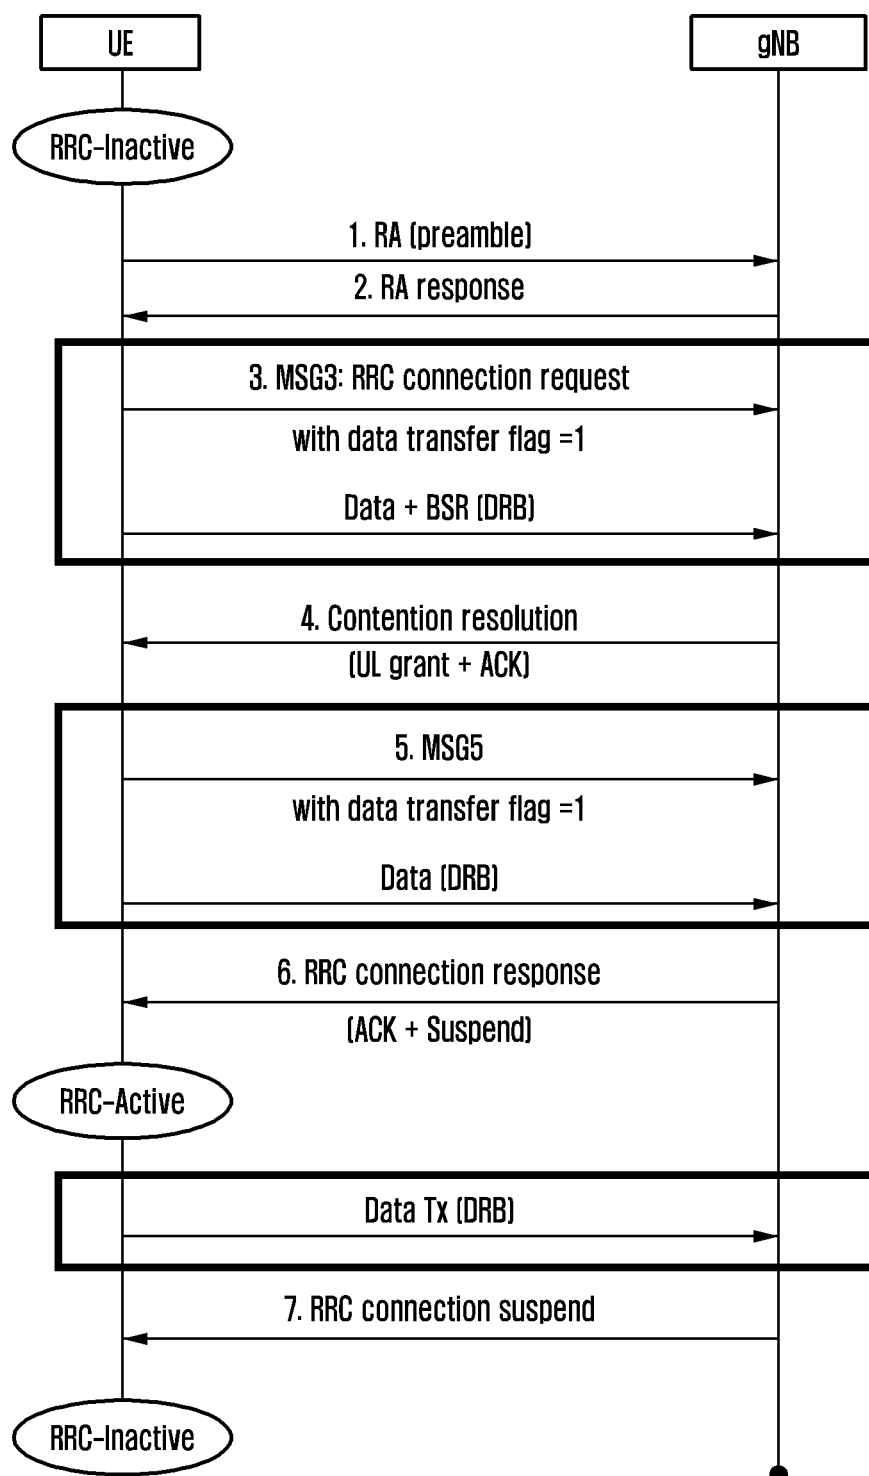 UE
gNB
RRC-Inactive
1. RA (preamble)
2. RA response
3. MSG3: RRC connection request
with data transfer flag =1
Data + BSR (DRB)
4. Contention resolution
(UL grant + ACK)
5. MSG5
with data transfer flag =1
Data (DRB)
6. RRC connection response
(ACK + Suspend)
RRC-Active
Data Tx (DRB)
7. RRC connection suspend
RRC-Inactive